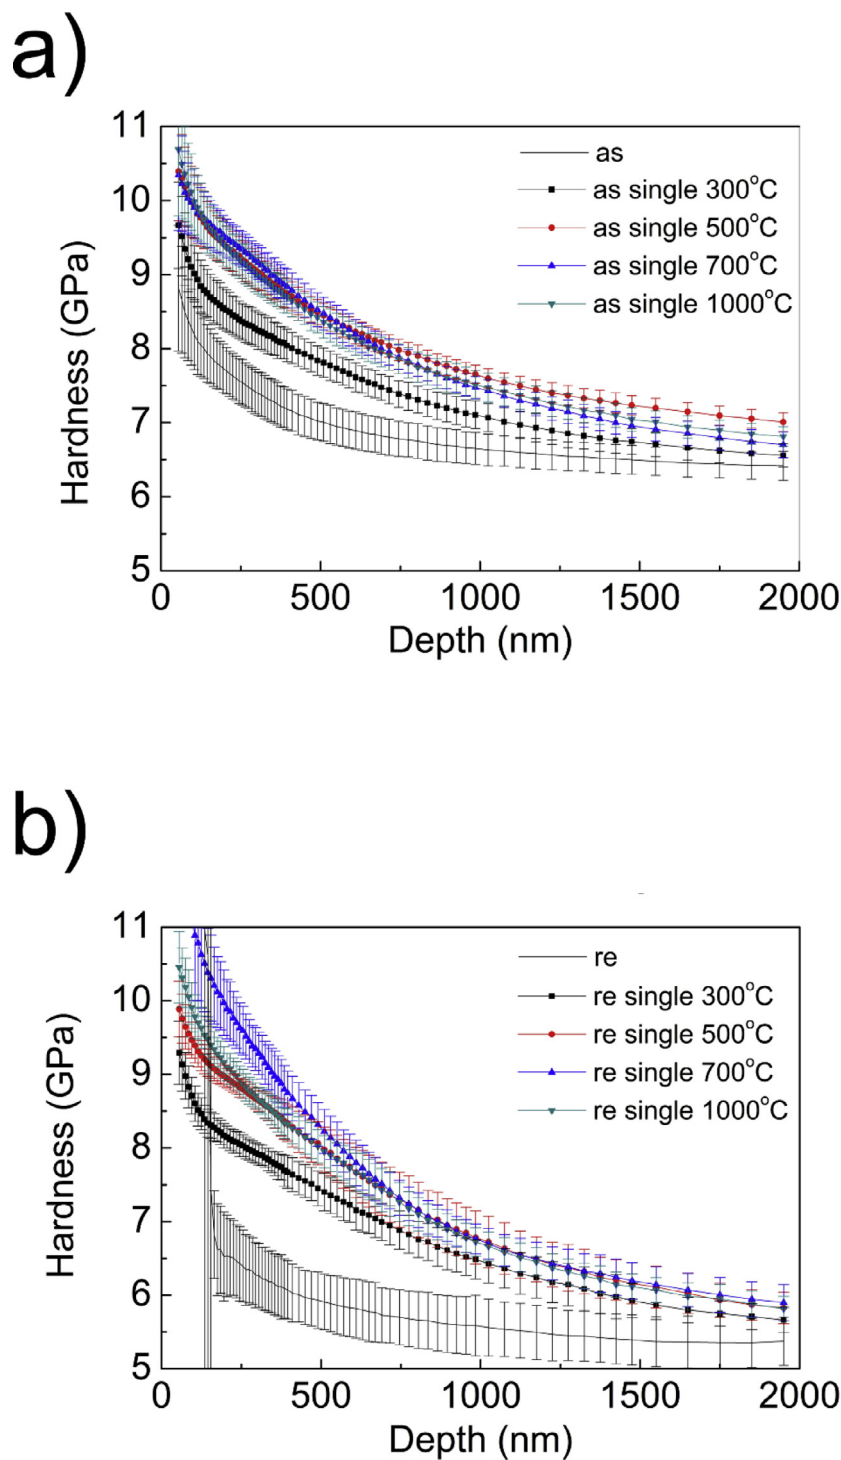 a)
11
10
9
8
7
6
5
Hardness (GPa)
as
as single 300°C
as single 500°C
as single 700°C
as single 1000°C
0 500 1000 1500 2000
Depth (nm)
b)
11
10
9
8
7
6
5
Hardness (GPa)
re
re single 300°C
re single 500°C
re single 700°C
re single 1000°C
0 500 1000 1500 2000
Depth (nm)